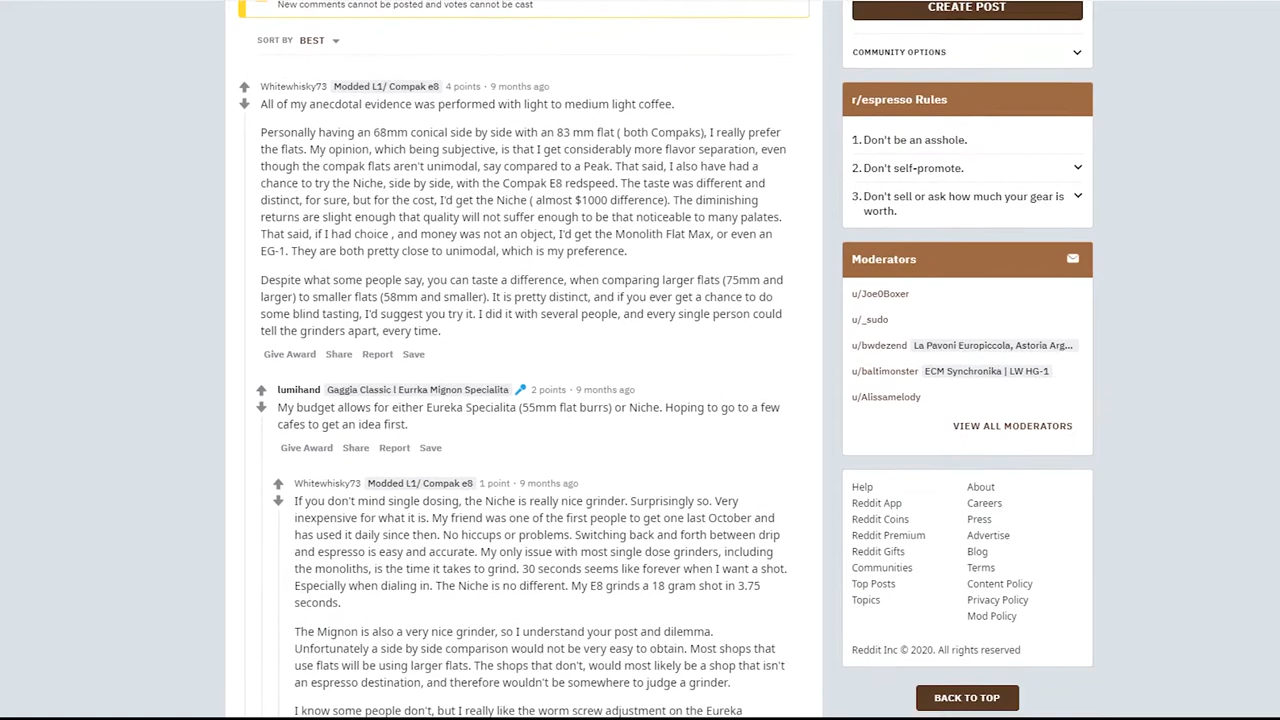 New comments cannot be posted and votes cannot be cast
SORT BY BEST
Whitewhisky73 Modded L1/ Compak e8 4 points · 9 months ago
All of my anecdotal evidence was performed with light to medium light coffee.
Personally having an 68mm conical side by side with an 83 mm flat ( both Compaks), I really prefer
the flats. My opinion, which being subjective, is that I get considerably more flavor separation, even
though the compak flats aren't unimodal, say compared to a Peak. That said, I also have had a
chance to try the Niche, side by side, with the Compak E8 redspeed. The taste was different and
distinct, for sure, but for the cost, I'd get the Niche ( almost $1000 difference). The diminishing
returns are slight enough that quality will not suffer enough to be that noticeable to many palates.
That said, if I had choice , and money was not an object, I'd get the Monolith Flat Max, or even an
EG-1. They are both pretty close to unimodal, which is my preference.
Despite what some people say, you can taste a difference, when comparing larger flats (75mm and
larger) to smaller flats (58mm and smaller). It is pretty distinct, and if you ever get a chance to do
some blind tasting, I'd suggest you try it. I did it with several people, and every single person could
tell the grinders apart, every time.
Give Award Share Report Save
lumihand Gaggia Classic l Eurrka Mignon Specialita 2 points · 9 months ago
My budget allows for either Eureka Specialita (55mm flat burrs) or Niche. Hoping to go to a few
cafes to get an idea first.
Give Award Share Report Save
Whitewhisky73 Modded L1/ Compak e8 1 point · 9 months ago
If you don't mind single dosing, the Niche is really nice grinder. Surprisingly so. Very
inexpensive for what it is. My friend was one of the first people to get one last October and
has used it daily since then. No hiccups or problems. Switching back and forth between drip
and espresso is easy and accurate. My only issue with most single dose grinders, including
the monoliths, is the time it takes to grind. 30 seconds seems like forever when I want a shot.
Especially when dialing in. The Niche is no different. My E8 grinds a 18 gram shot in 3.75
seconds.
The Mignon is also a very nice grinder, so I understand your post and dilemma.
Unfortunately a side by side comparison would not be very easy to obtain. Most shops that
use flats will be using larger flats. The shops that don't, would most likely be a shop that isn't
an espresso destination, and therefore wouldn't be somewhere to judge a grinder.
I know some people don't, but I really like the worm screw adjustment on the Eureka
CREATE POST
COMMUNITY OPTIONS
r/espresso Rules
1. Don't be an asshole.
2. Don't self-promote.
3. Don't sell or ask how much your gear is
worth.
Moderators
u/Joe0Boxer
u/_sudo
u/bwdezend La Pavoni Europiccola, Astoria Arg...
u/baltimonster ECM Synchronika | LW HG-1
u/Alissamelody
VIEW ALL MODERATORS
Help About
Reddit App Careers
Reddit Coins Press
Reddit Premium Advertise
Reddit Gifts Blog
Communities Terms
Top Posts Content Policy
Topics Privacy Policy
Mod Policy
Reddit Inc © 2020. All rights reserved
BACK TO TOP